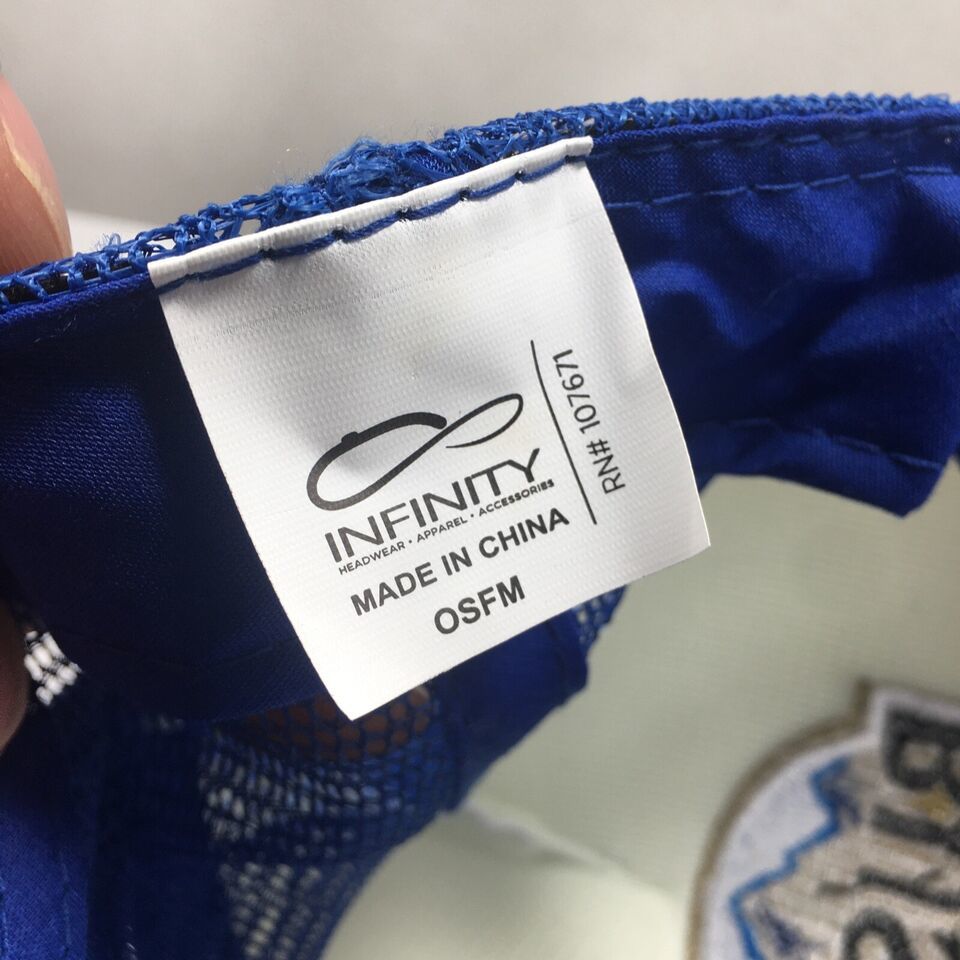 INFINITY
HEADWEAR • APPAREL • ACCESSORIES
MADE IN CHINA
OSFM
RN# 107671